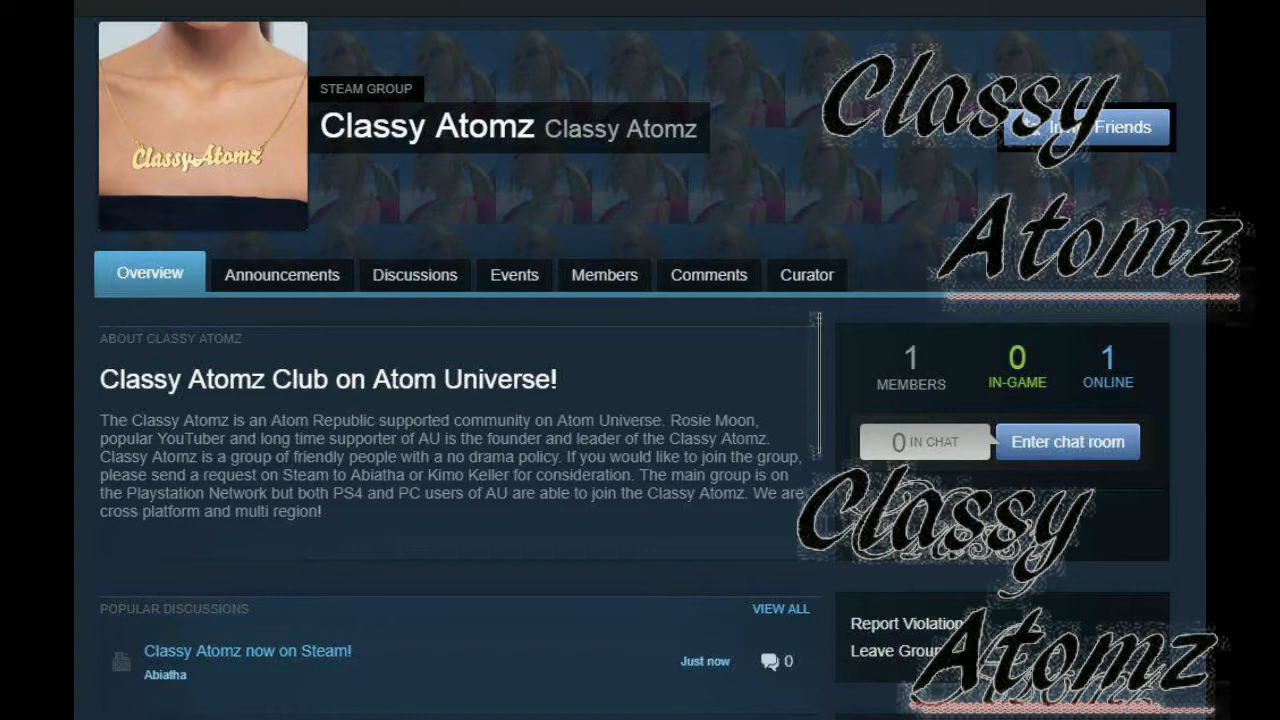 STEAM GROUP
Classy Atomz Classy Atomz
ClassyAtomz
Classy
Friends
Atomz
Overview
Announcements
Discussions
Events
Members
Comments
Curator
ABOUT CLASSY ATOMZ
Classy Atomz Club on Atom Universe!
The Classy Atomz is an Atom Republic supported community on Atom Universe. Rosie Moon,
popular YouTuber and long time supporter of AU is the founder and leader of the Classy Atomz.
Classy Atomz is a group of friendly people with a no drama policy. If you would like to join the group,
please send a request on Steam to Abiatha or Kimo Keller for consideration. The main group is on
the Playstation Network but both PS4 and PC users of AU are able to join the Classy Atomz. We are
cross platform and multi region!
1
MEMBERS
0
IN-GAME
1
ONLINE
0 IN CHAT
Enter chat room
Classy
Atomz
POPULAR DISCUSSIONS
VIEW ALL
Classy Atomz now on Steam!
Abiatha
Just now
0
Report Violation
Leave Group